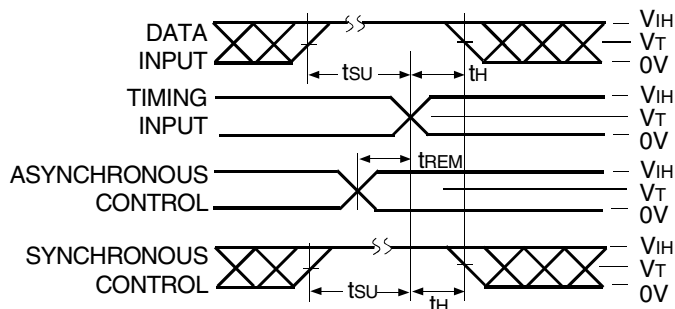 DATA
INPUT
tSU
tH
VIH
VT
0V
TIMING
INPUT
VIH
VT
0V
tREM
ASYNCHRONOUS
CONTROL
VIH
VT
0V
SYNCHRONOUS
CONTROL
tSU
tH
VIH
VT
0V